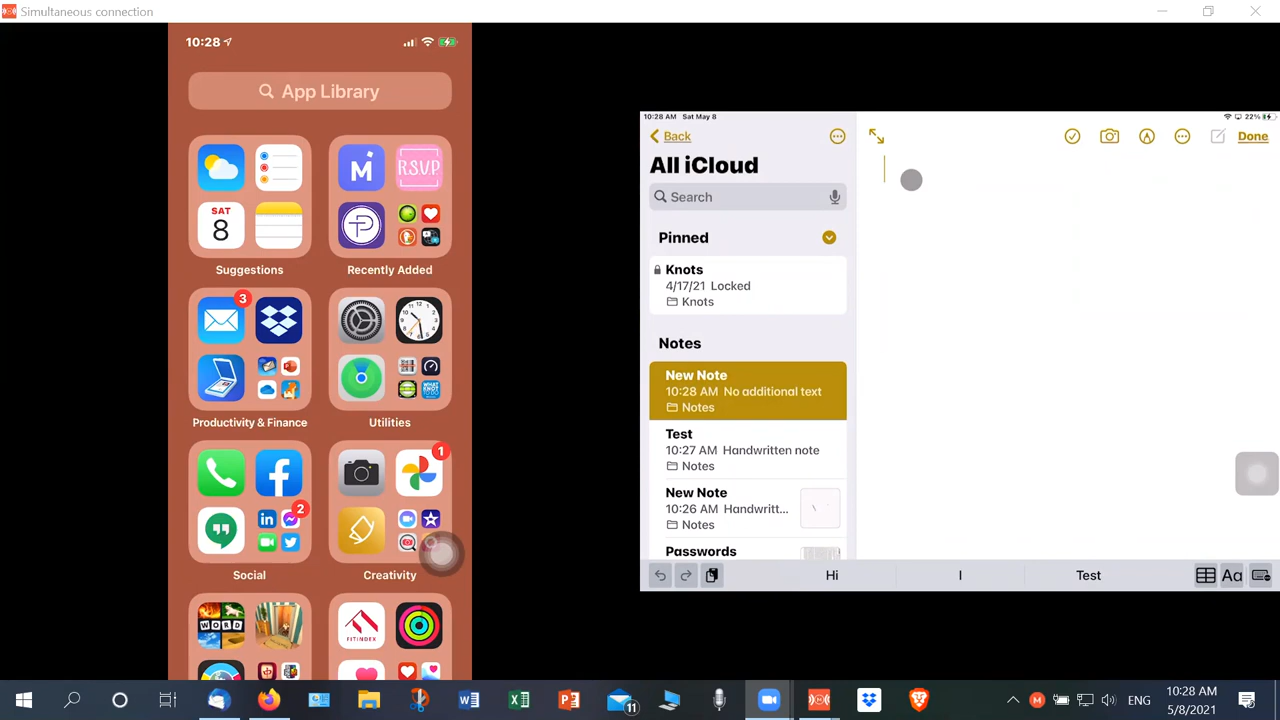 Simultaneous connection
10:28
App Library
RSVP
SAT
8
Suggestions
Recently Added
3
Productivity & Finance
Utilities
1
2
Social
Creativity
WORD
FITINDEX
10:28 AM Sat May 8
22%
Back
All iCloud
Search
Pinned
Knots
4/17/21 Locked
Knots
Notes
New Note
10:28 AM No additional text
Notes
Test
10:27 AM Handwritten note
Notes
New Note
10:26 AM Handwritt...
Notes
Passwords
Done
Hi
I
Test
Aa
11
ENG
10:28 AM
5/8/2021